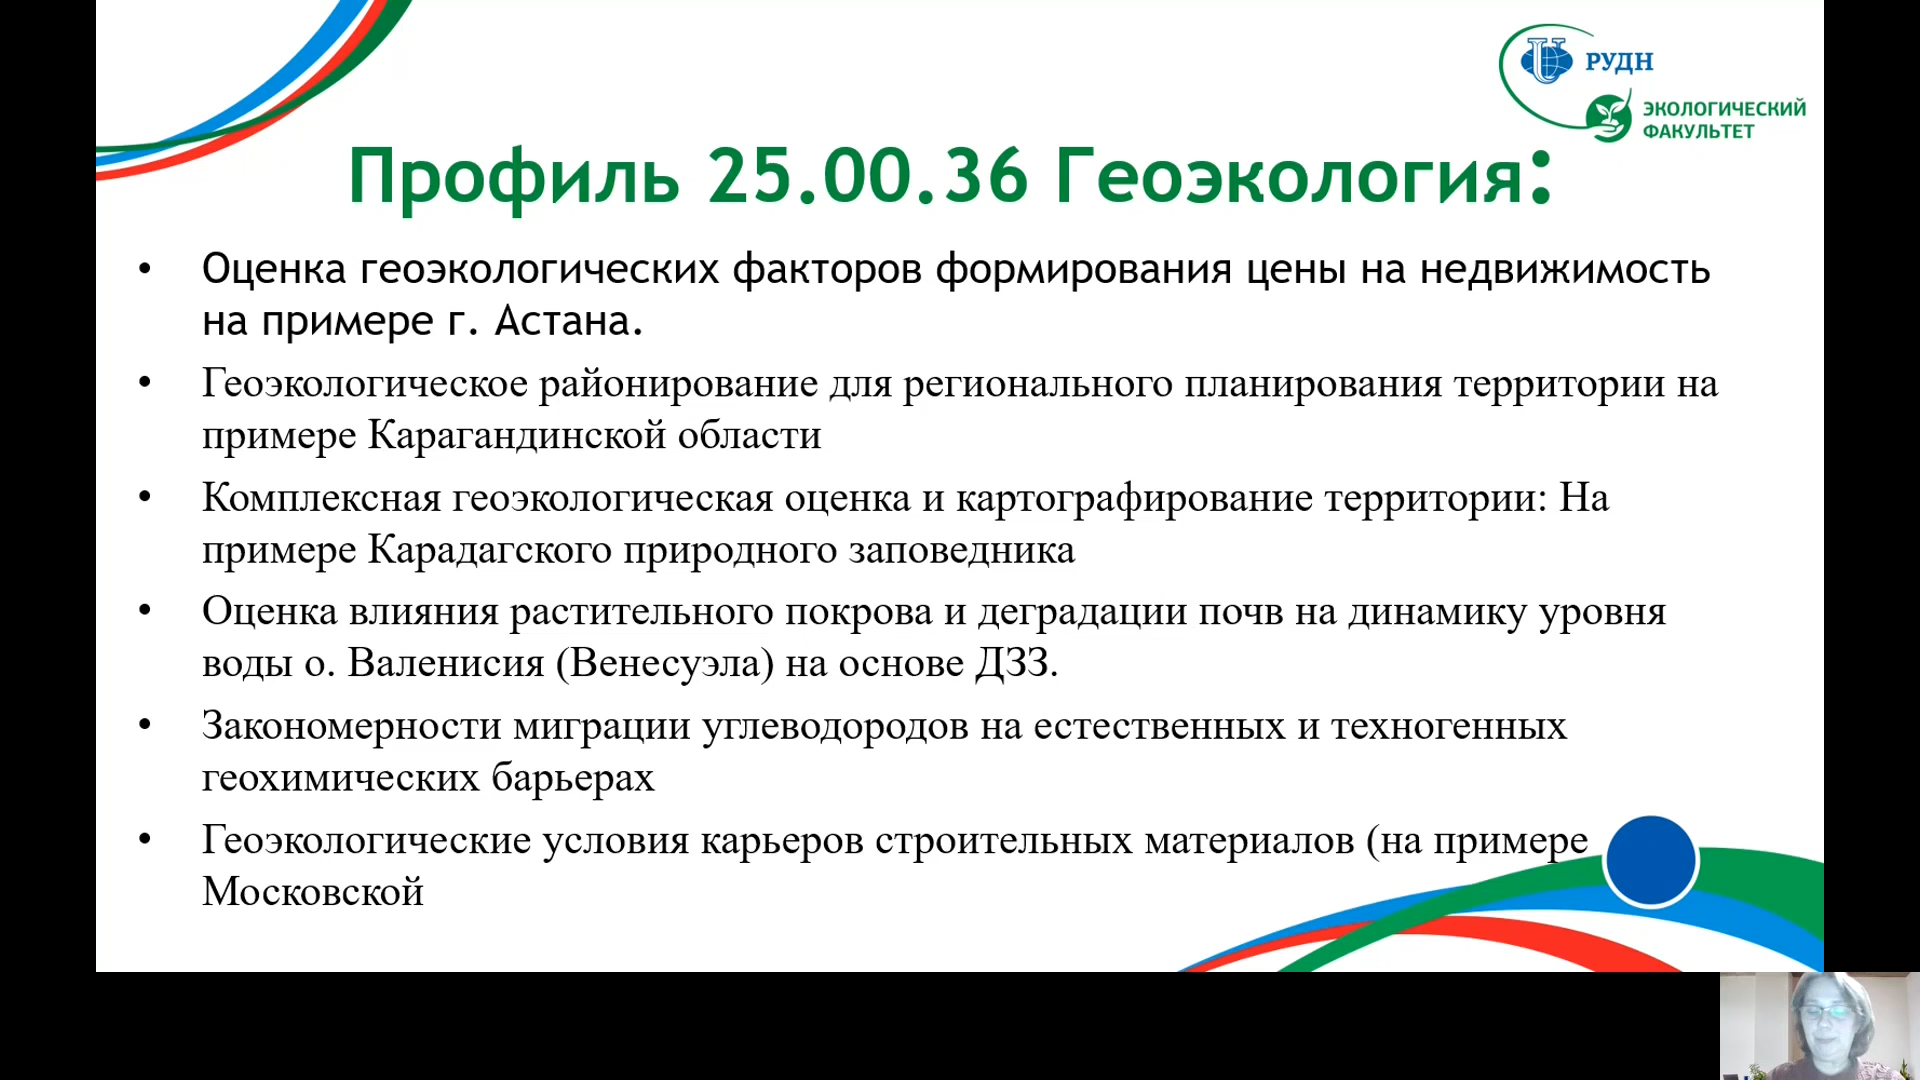 РУДН
ЭКОЛОГИЧЕСКИЙ
ФАКУЛЬТЕТ
Профиль 25.00.36 Геоэкология:
• Оценка геоэкологических факторов формирования цены на недвижимость
на примере г. Астана.
• Геоэкологическое районирование для регионального планирования территории на
примере Карагандинской области
• Комплексная геоэкологическая оценка и картографирование территории: На
примере Карадагского природного заповедника
• Оценка влияния растительного покрова и деградации почв на динамику уровня
воды о. Валенисия (Венесуэла) на основе ДЗЗ.
• Закономерности миграции углеводородов на естественных и техногенных
геохимических барьерах
• Геоэкологические условия карьеров строительных материалов (на примере
Московской